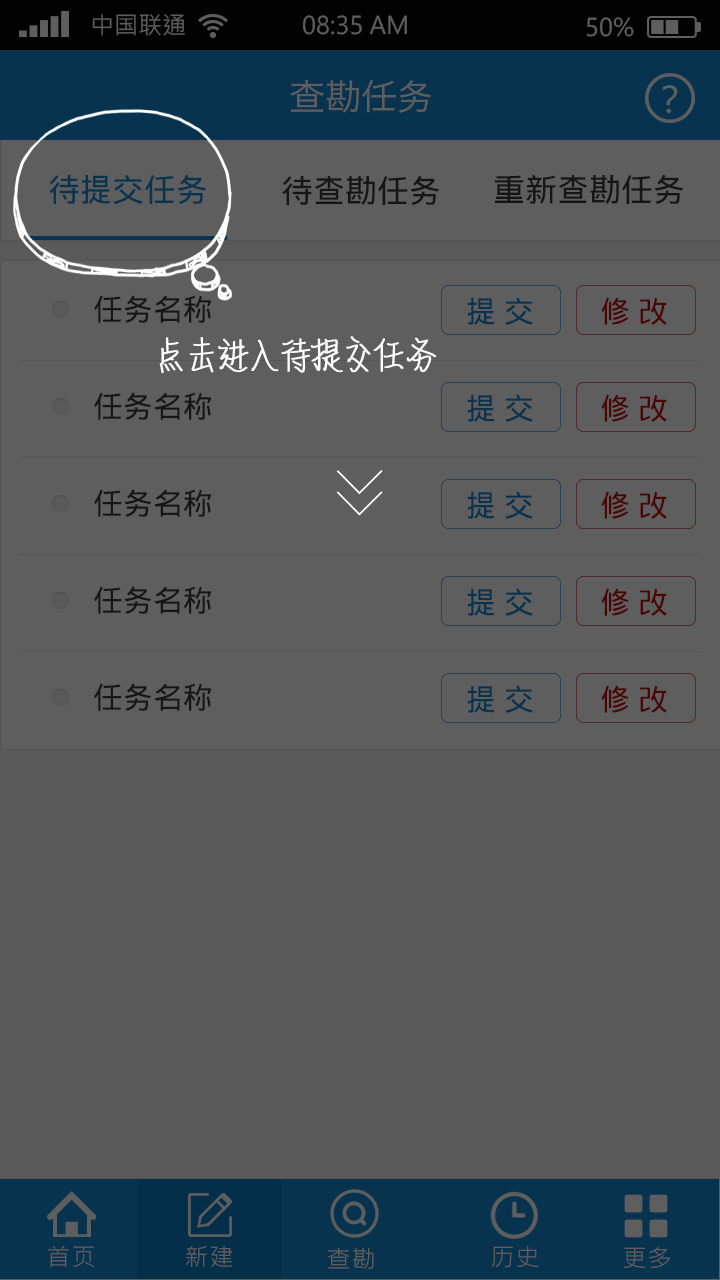 中国联通 08:35 AM 50%
查勘任务 ?
待提交任务 待查勘任务 重新查勘任务
任务名称 提 交 修 改
点击进入待提交任务
任务名称 提 交 修 改
任务名称 提 交 修 改
任务名称 提 交 修 改
任务名称 提 交 修 改
首页 新建 查勘 历史 更多